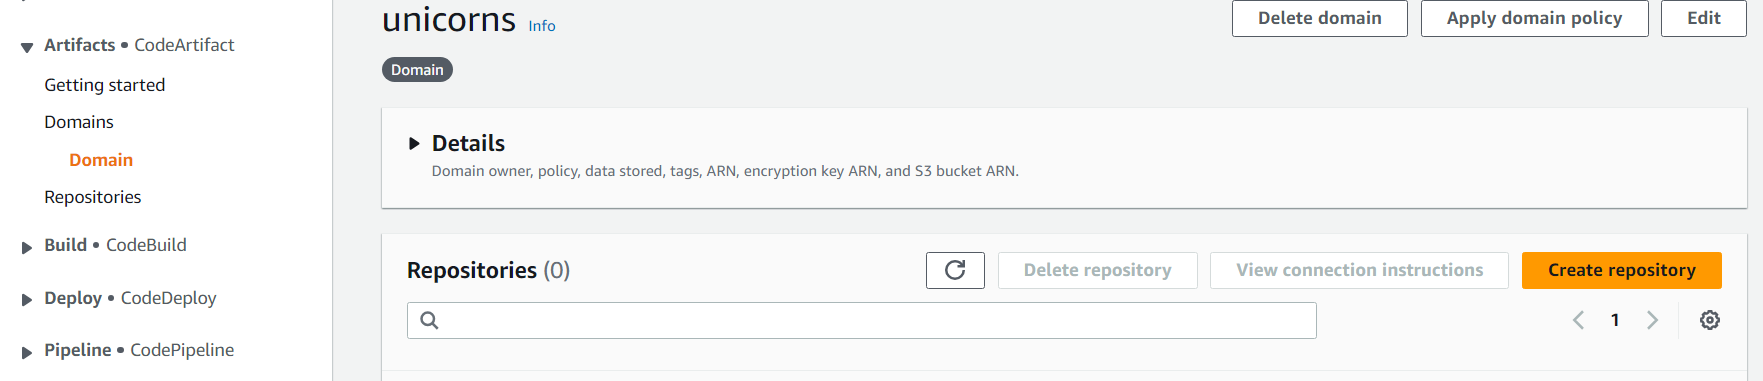 Artifacts • CodeArtifact
Getting started
Domains
Domain
Repositories
Build • CodeBuild
Deploy • CodeDeploy
Pipeline • CodePipeline
unicorns Info
Delete domain
Apply domain policy
Edit
Domain
Details
Domain owner, policy, data stored, tags, ARN, encryption key ARN, and S3 bucket ARN.
Repositories (0)
Delete repository
View connection instructions
Create repository
1